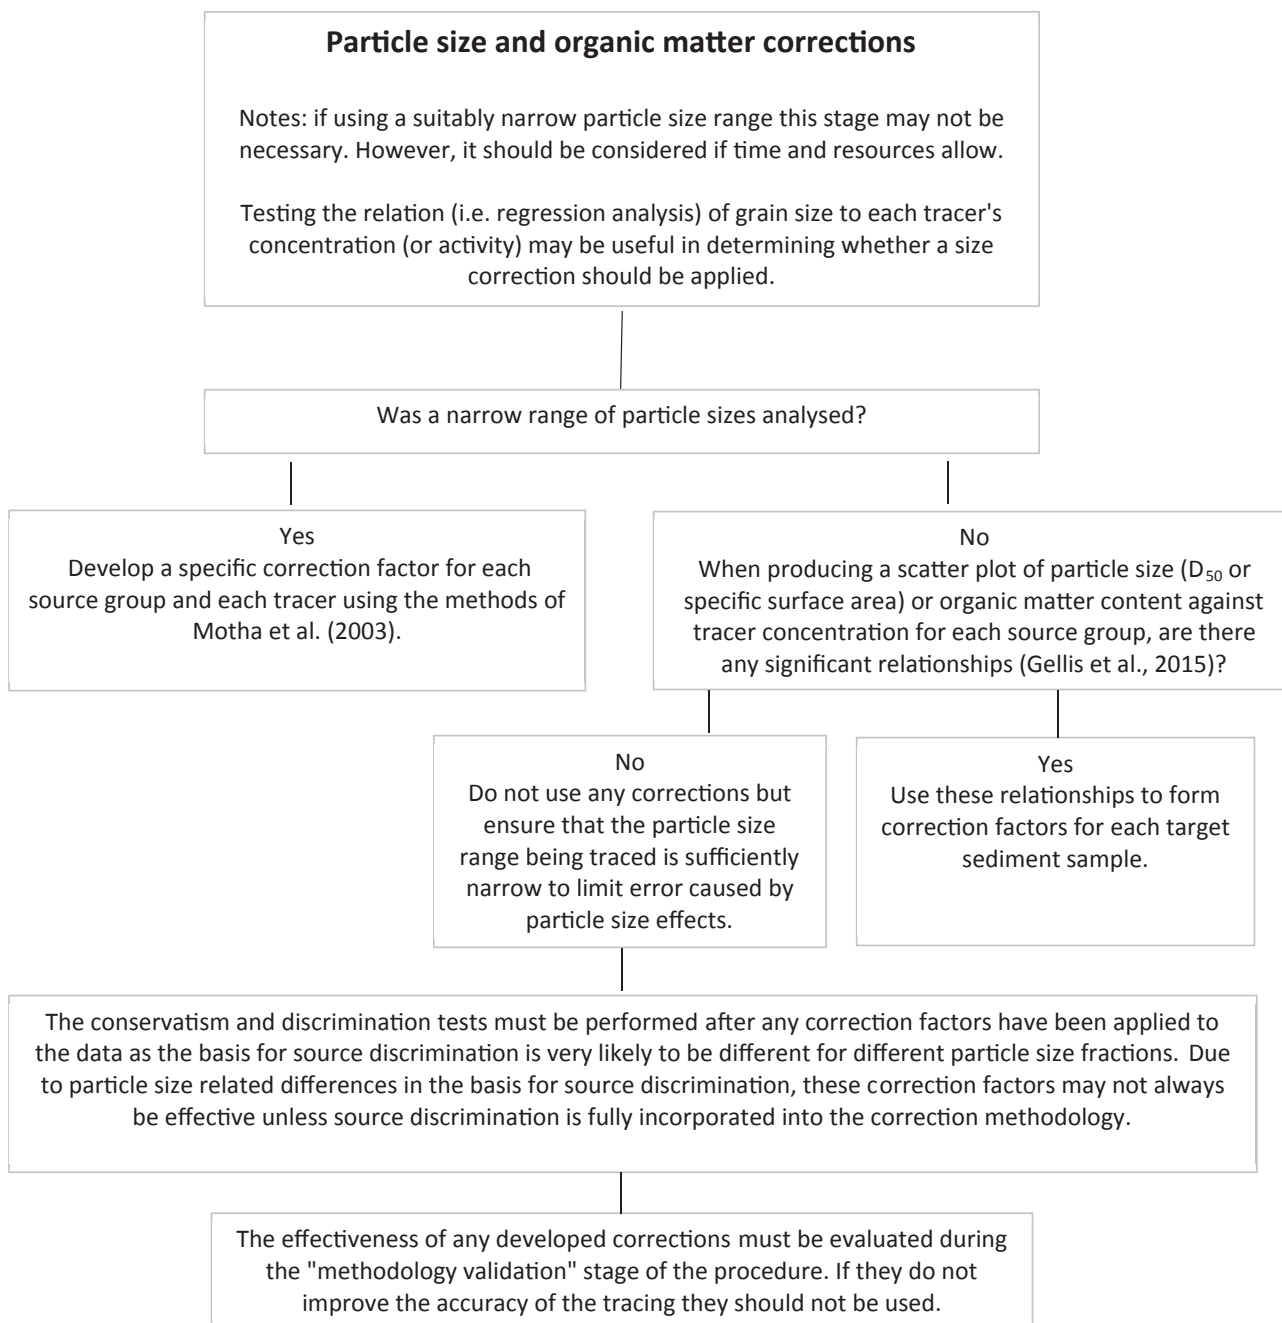 Particle size and organic matter corrections
Notes: if using a suitably narrow particle size range this stage may not be
necessary. However, it should be considered if time and resources allow.
Testing the relation (i.e. regression analysis) of grain size to each tracer's
concentration (or activity) may be useful in determining whether a size
correction should be applied.
Was a narrow range of particle sizes analysed?
Yes
Develop a specific correction factor for each
source group and each tracer using the methods of
Motha et al. (2003).
No
When producing a scatter plot of particle size (D₅₀ or
specific surface area) or organic matter content against
tracer concentration for each source group, are there
any significant relationships (Gellis et al., 2015)?
No
Do not use any corrections but
ensure that the particle size
range being traced is sufficiently
narrow to limit error caused by
particle size effects.
Yes
Use these relationships to form
correction factors for each target
sediment sample.
The conservatism and discrimination tests must be performed after any correction factors have been applied to
the data as the basis for source discrimination is very likely to be different for different particle size fractions. Due
to particle size related differences in the basis for source discrimination, these correction factors may not always
be effective unless source discrimination is fully incorporated into the correction methodology.
The effectiveness of any developed corrections must be evaluated during
the "methodology validation" stage of the procedure. If they do not
improve the accuracy of the tracing they should not be used.